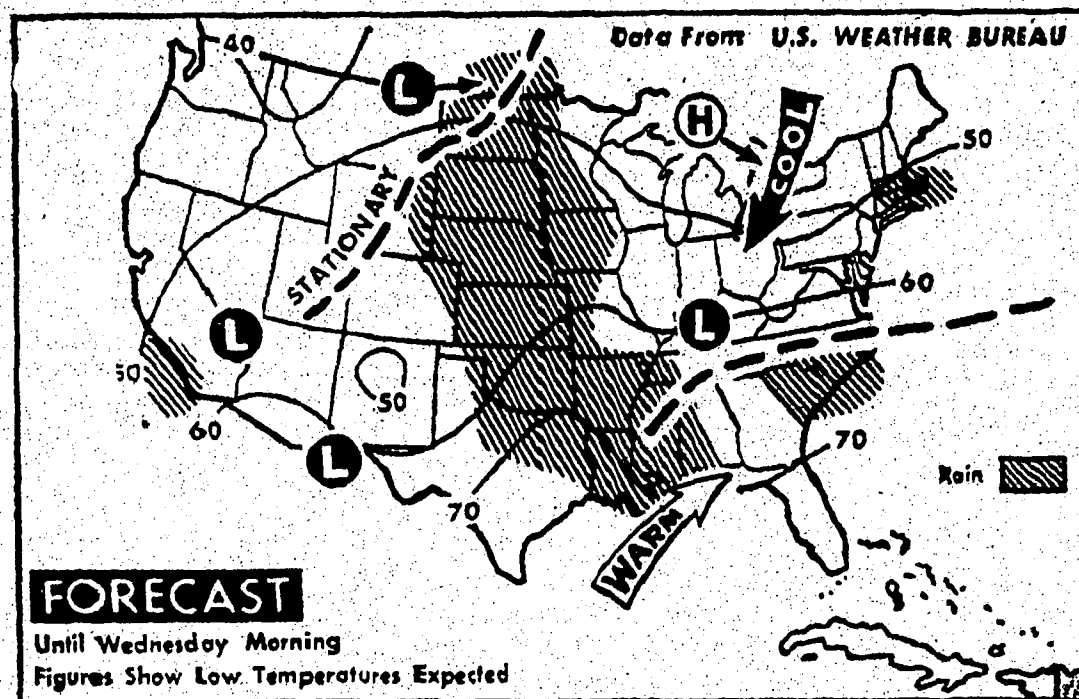 Data From U.S. WEATHER BUREAU
40
L
H
COOL
50
STATIONARY
60
L
L
50
50
60
L
70
70
Rain
WARM
FORECAST
Until Wednesday Morning
Figures Show Low Temperatures Expected